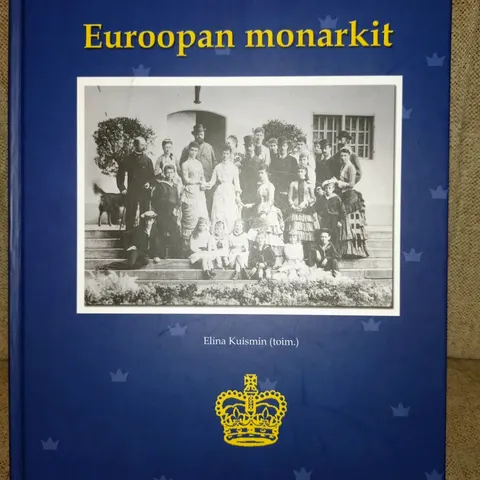 Euroopan monarkit
Elina Kuismin (toim.)